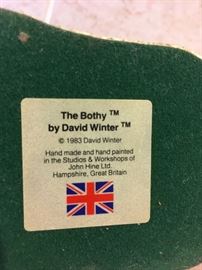 The Bothy ™
by David Winter ™
© 1983 David Winter
Hand made and hand painted
in the Studios & Workshops of
John Hine Ltd.
Hampshire, Great Britain